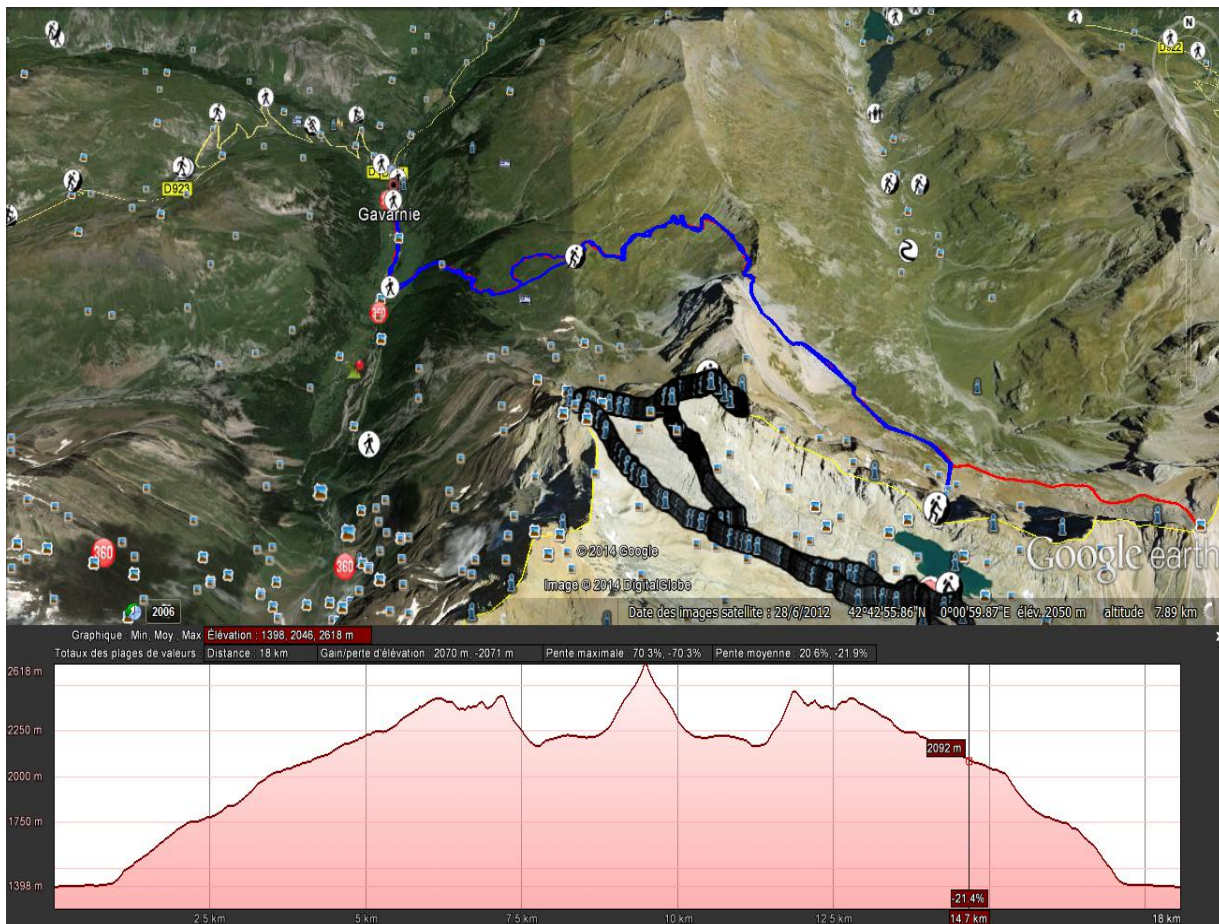 N
D922
D923
Gavarnie
360
360
360
© 2014 Google
Google earth
Image © 2014 DigitalGlobe
2006
Date des images satellite : 28/6/2012 42°42'55.86"N 0°00'59.87"E élév. 2050 m altitude 7.89 km
Graphique : Min, Moy , Max Élévation : 1398, 2046, 2618 m
Totaux des plages de valeurs : Distance : 18 km Gain/perte d'élévation : 2070 m, -2071 m Pente maximale : 70.3%, -70.3% Pente moyenne : 20.6%, -21.9%
2618 m
2250 m
2092 m
2000 m
1750 m
1398 m
-21.4%
2.5 km 5 km 7.5 km 10 km 12.5 km 14.7 km 18 km